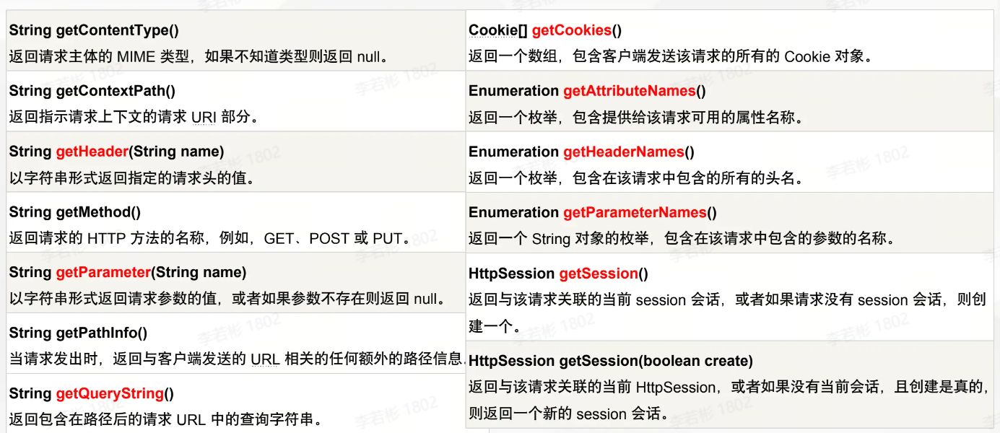 String getContentType()
返回请求主体的 MIME 类型，如果不知道类型则返回 null。
String getContextPath()
返回指示请求上下文的请求 URI 部分。
String getHeader(String name)
以字符串形式返回指定的请求头的值。
String getMethod()
返回请求的 HTTP 方法的名称，例如，GET、POST 或 PUT。
String getParameter(String name)
以字符串形式返回请求参数的值，或者如果参数不存在则返回 null。
String getPathInfo()
当请求发出时，返回与客户端发送的 URL 相关的任何额外的路径信息
String getQueryString()
返回包含在路径后的请求 URL 中的查询字符串。
Cookie[] getCookies()
返回一个数组，包含客户端发送该请求的所有的 Cookie 对象。
Enumeration getAttributeNames()
返回一个枚举，包含提供给该请求可用的属性名称。
Enumeration getHeaderNames()
返回一个枚举，包含在该请求中包含的所有的头名。
Enumeration getParameterNames()
返回一个 String 对象的枚举，包含在该请求中包含的参数的名称。
HttpSession getSession()
返回与该请求关联的当前 session 会话，或者如果请求没有 session 会话，则创
建一个。
HttpSession getSession(boolean create)
返回与该请求关联的当前 HttpSession，或者如果没有当前会话，且创建是真的，
则返回一个新的 session 会话。
李若彬 1802